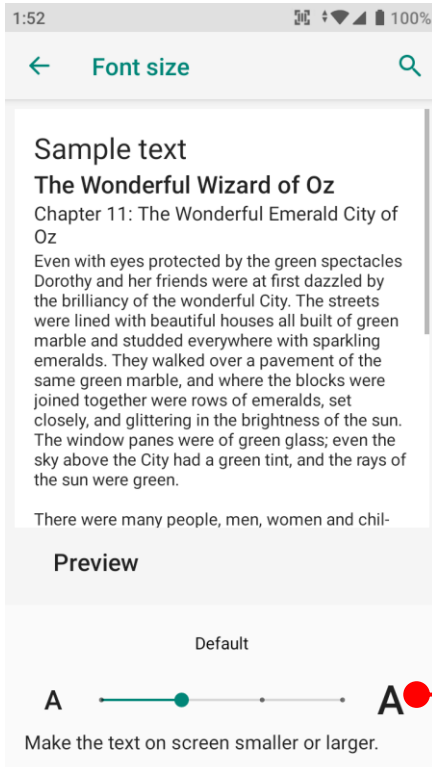 1:52
100%
Font size
Sample text
The Wonderful Wizard of Oz
Chapter 11: The Wonderful Emerald City of
Oz
Even with eyes protected by the green spectacles
Dorothy and her friends were at first dazzled by
the brilliancy of the wonderful City. The streets
were lined with beautiful houses all built of green
marble and studded everywhere with sparkling
emeralds. They walked over a pavement of the
same green marble, and where the blocks were
joined together were rows of emeralds, set
closely, and glittering in the brightness of the sun.
The window panes were of green glass; even the
sky above the City had a green tint, and the rays of
the sun were green.
There were many people, men, women and chil-
Preview
Default
A
A
Make the text on screen smaller or larger.